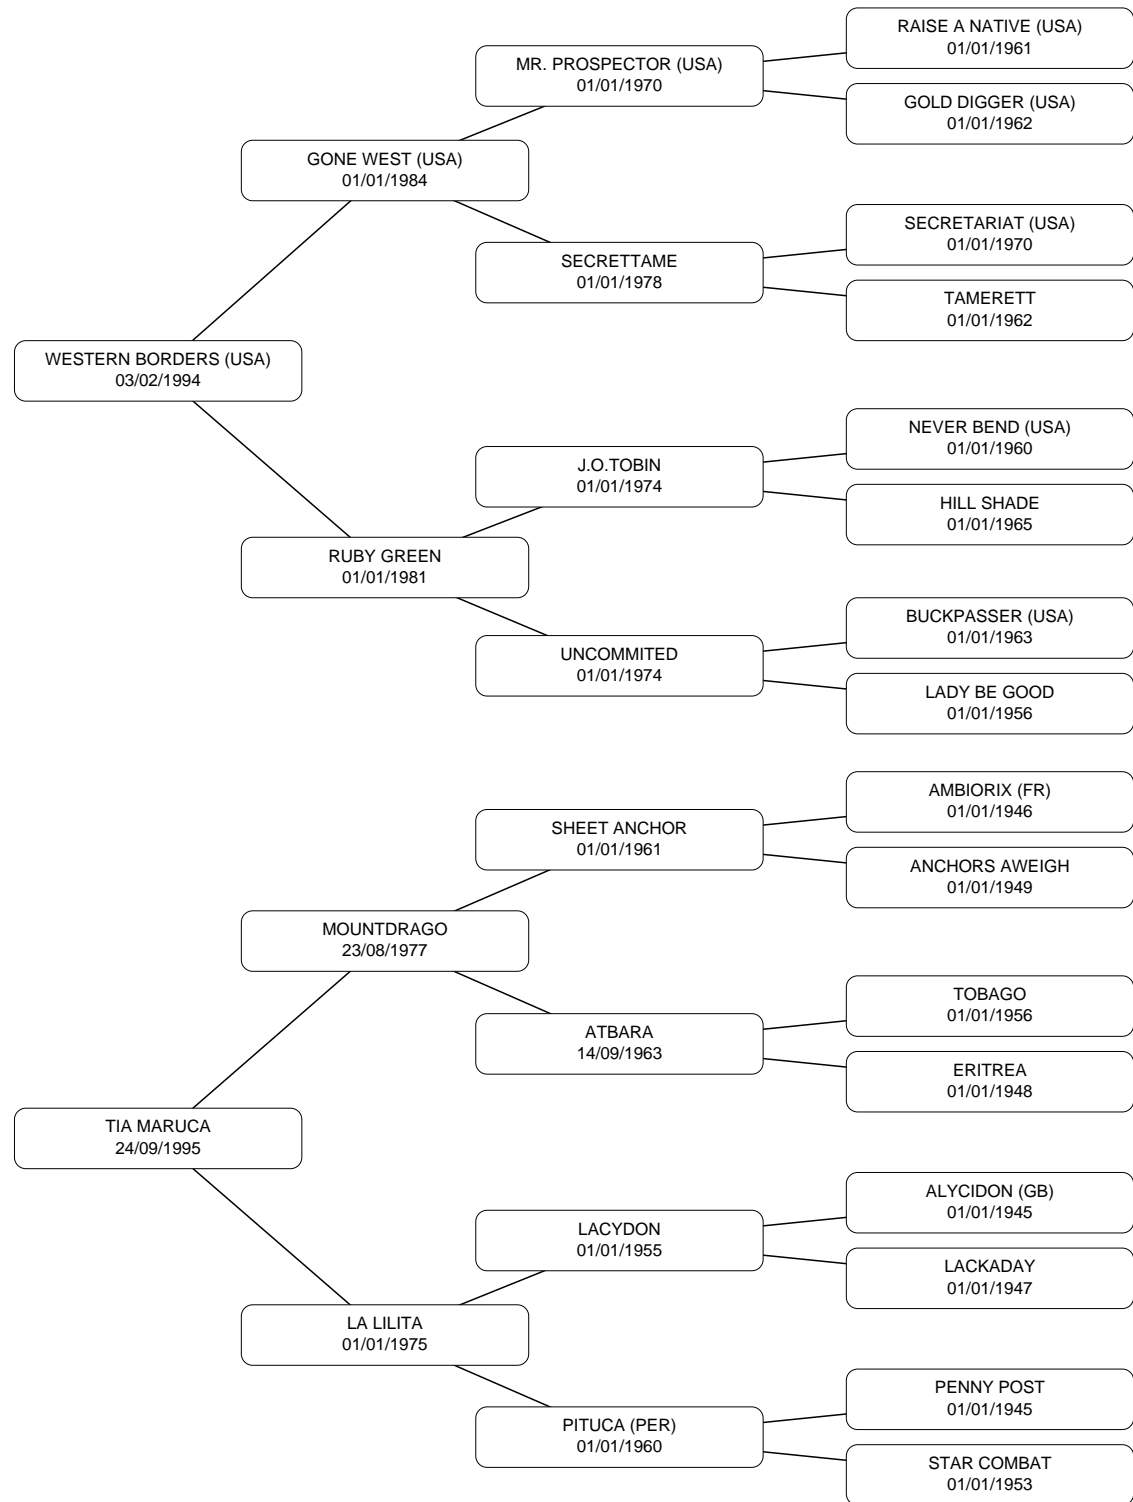 RAISE A NATIVE (USA)
01/01/1961
MR. PROSPECTOR (USA)
01/01/1970
GOLD DIGGER (USA)
01/01/1962
GONE WEST (USA)
01/01/1984
SECRETARIAT (USA)
01/01/1970
SECRETTAME
01/01/1978
TAMERETT
01/01/1962
WESTERN BORDERS (USA)
03/02/1994
NEVER BEND (USA)
01/01/1960
J.O.TOBIN
01/01/1974
HILL SHADE
01/01/1965
RUBY GREEN
01/01/1981
BUCKPASSER (USA)
01/01/1963
UNCOMMITED
01/01/1974
LADY BE GOOD
01/01/1956
AMBIORIX (FR)
01/01/1946
SHEET ANCHOR
01/01/1961
ANCHORS AWEIGH
01/01/1949
MOUNTDRAGO
23/08/1977
TOBAGO
01/01/1956
ATBARA
14/09/1963
ERITREA
01/01/1948
TIA MARUCA
24/09/1995
ALYCIDON (GB)
01/01/1945
LACYDON
01/01/1955
LACKADAY
01/01/1947
LA LILITA
01/01/1975
PENNY POST
01/01/1945
PITUCA (PER)
01/01/1960
STAR COMBAT
01/01/1953